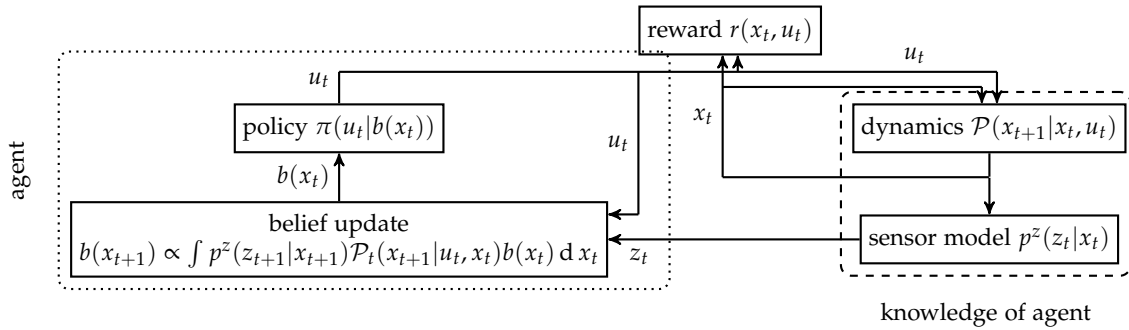 reward r(x_t, u_t)
u_t
u_t
policy π(u_t|b(x_t))
x_t
dynamics 𝒫(x_{t+1}|x_t, u_t)
u_t
agent
b(x_t)
belief update
b(x_{t+1}) ∝ ∫ p^z(z_{t+1}|x_{t+1})𝒫_t(x_{t+1}|u_t, x_t)b(x_t) d x_t
z_t
sensor model p^z(z_t|x_t)
knowledge of agent